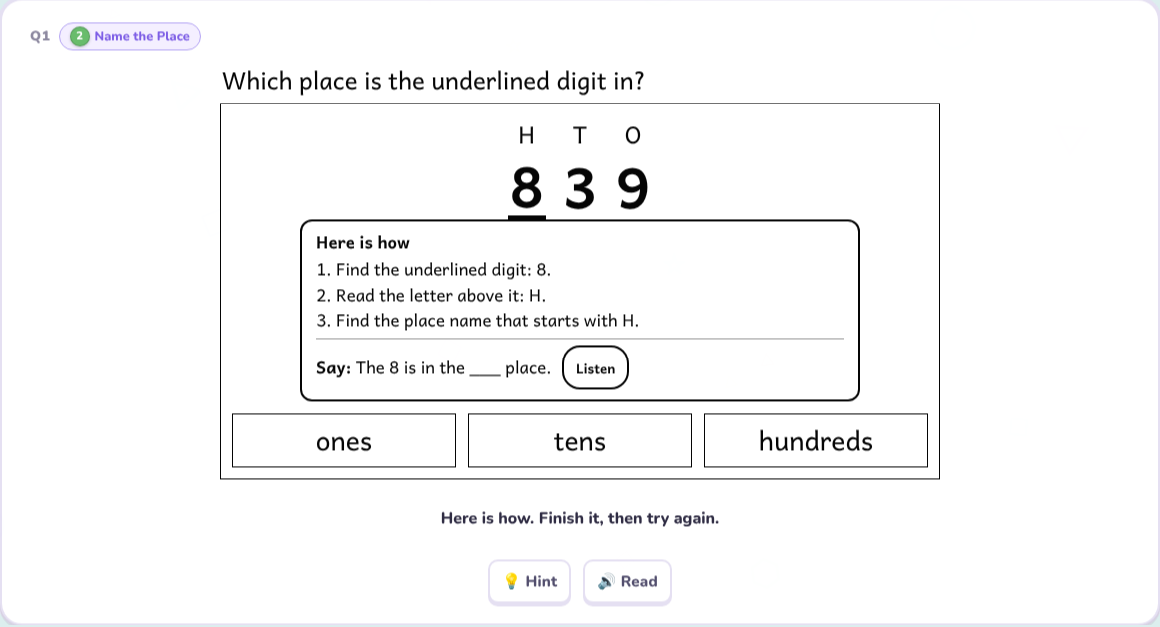 Q1 2 Name the Place
Which place is the underlined digit in?
H T O
8 3 9
Here is how
1. Find the underlined digit: 8.
2. Read the letter above it: H.
3. Find the place name that starts with H.
Say: The 8 is in the ____ place. Listen
ones tens hundreds
Here is how. Finish it, then try again.
💡 Hint 🔊 Read